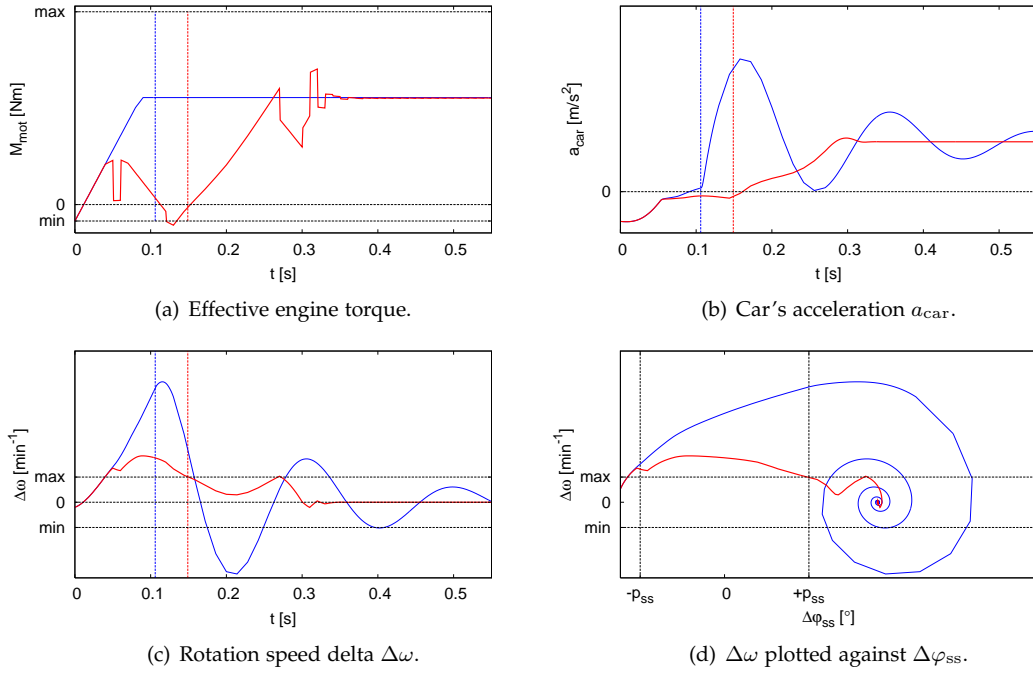 max
M_mot [Nm]
0
min
0 0.1 0.2 0.3 0.4 0.5
t [s]
(a) Effective engine torque.
a_car [m/s²]
0
0 0.1 0.2 0.3 0.4 0.5
t [s]
(b) Car's acceleration a_car.
Δω [min⁻¹]
max
0
min
0 0.1 0.2 0.3 0.4 0.5
t [s]
(c) Rotation speed delta Δω.
Δω [min⁻¹]
max
0
min
-p_ss 0 +p_ss
Δφ_ss [°]
(d) Δω plotted against Δφ_ss.